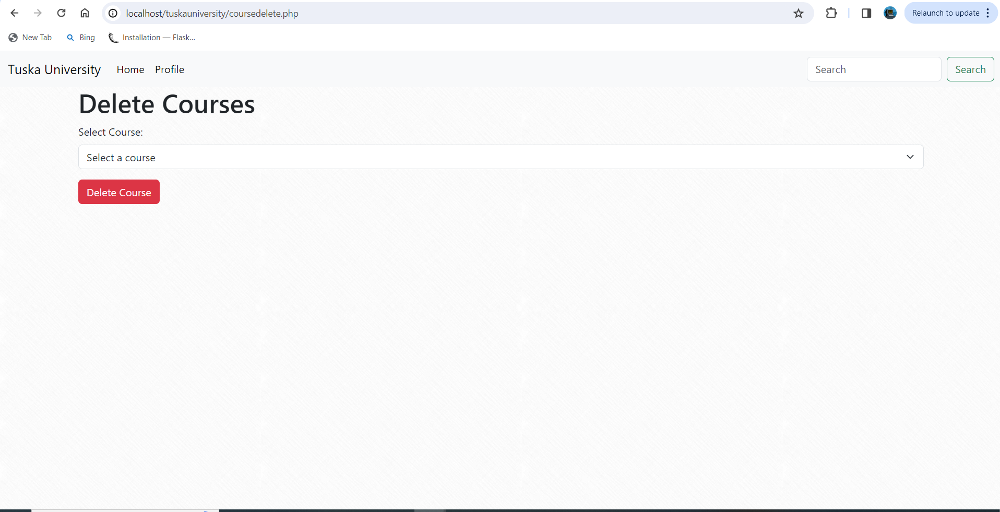 localhost/tuskauniversity/coursedelete.php
Relaunch to update
New Tab
Bing
Installation — Flask...
Tuska University
Home
Profile
Search
Search
Delete Courses
Select Course:
Select a course
Delete Course